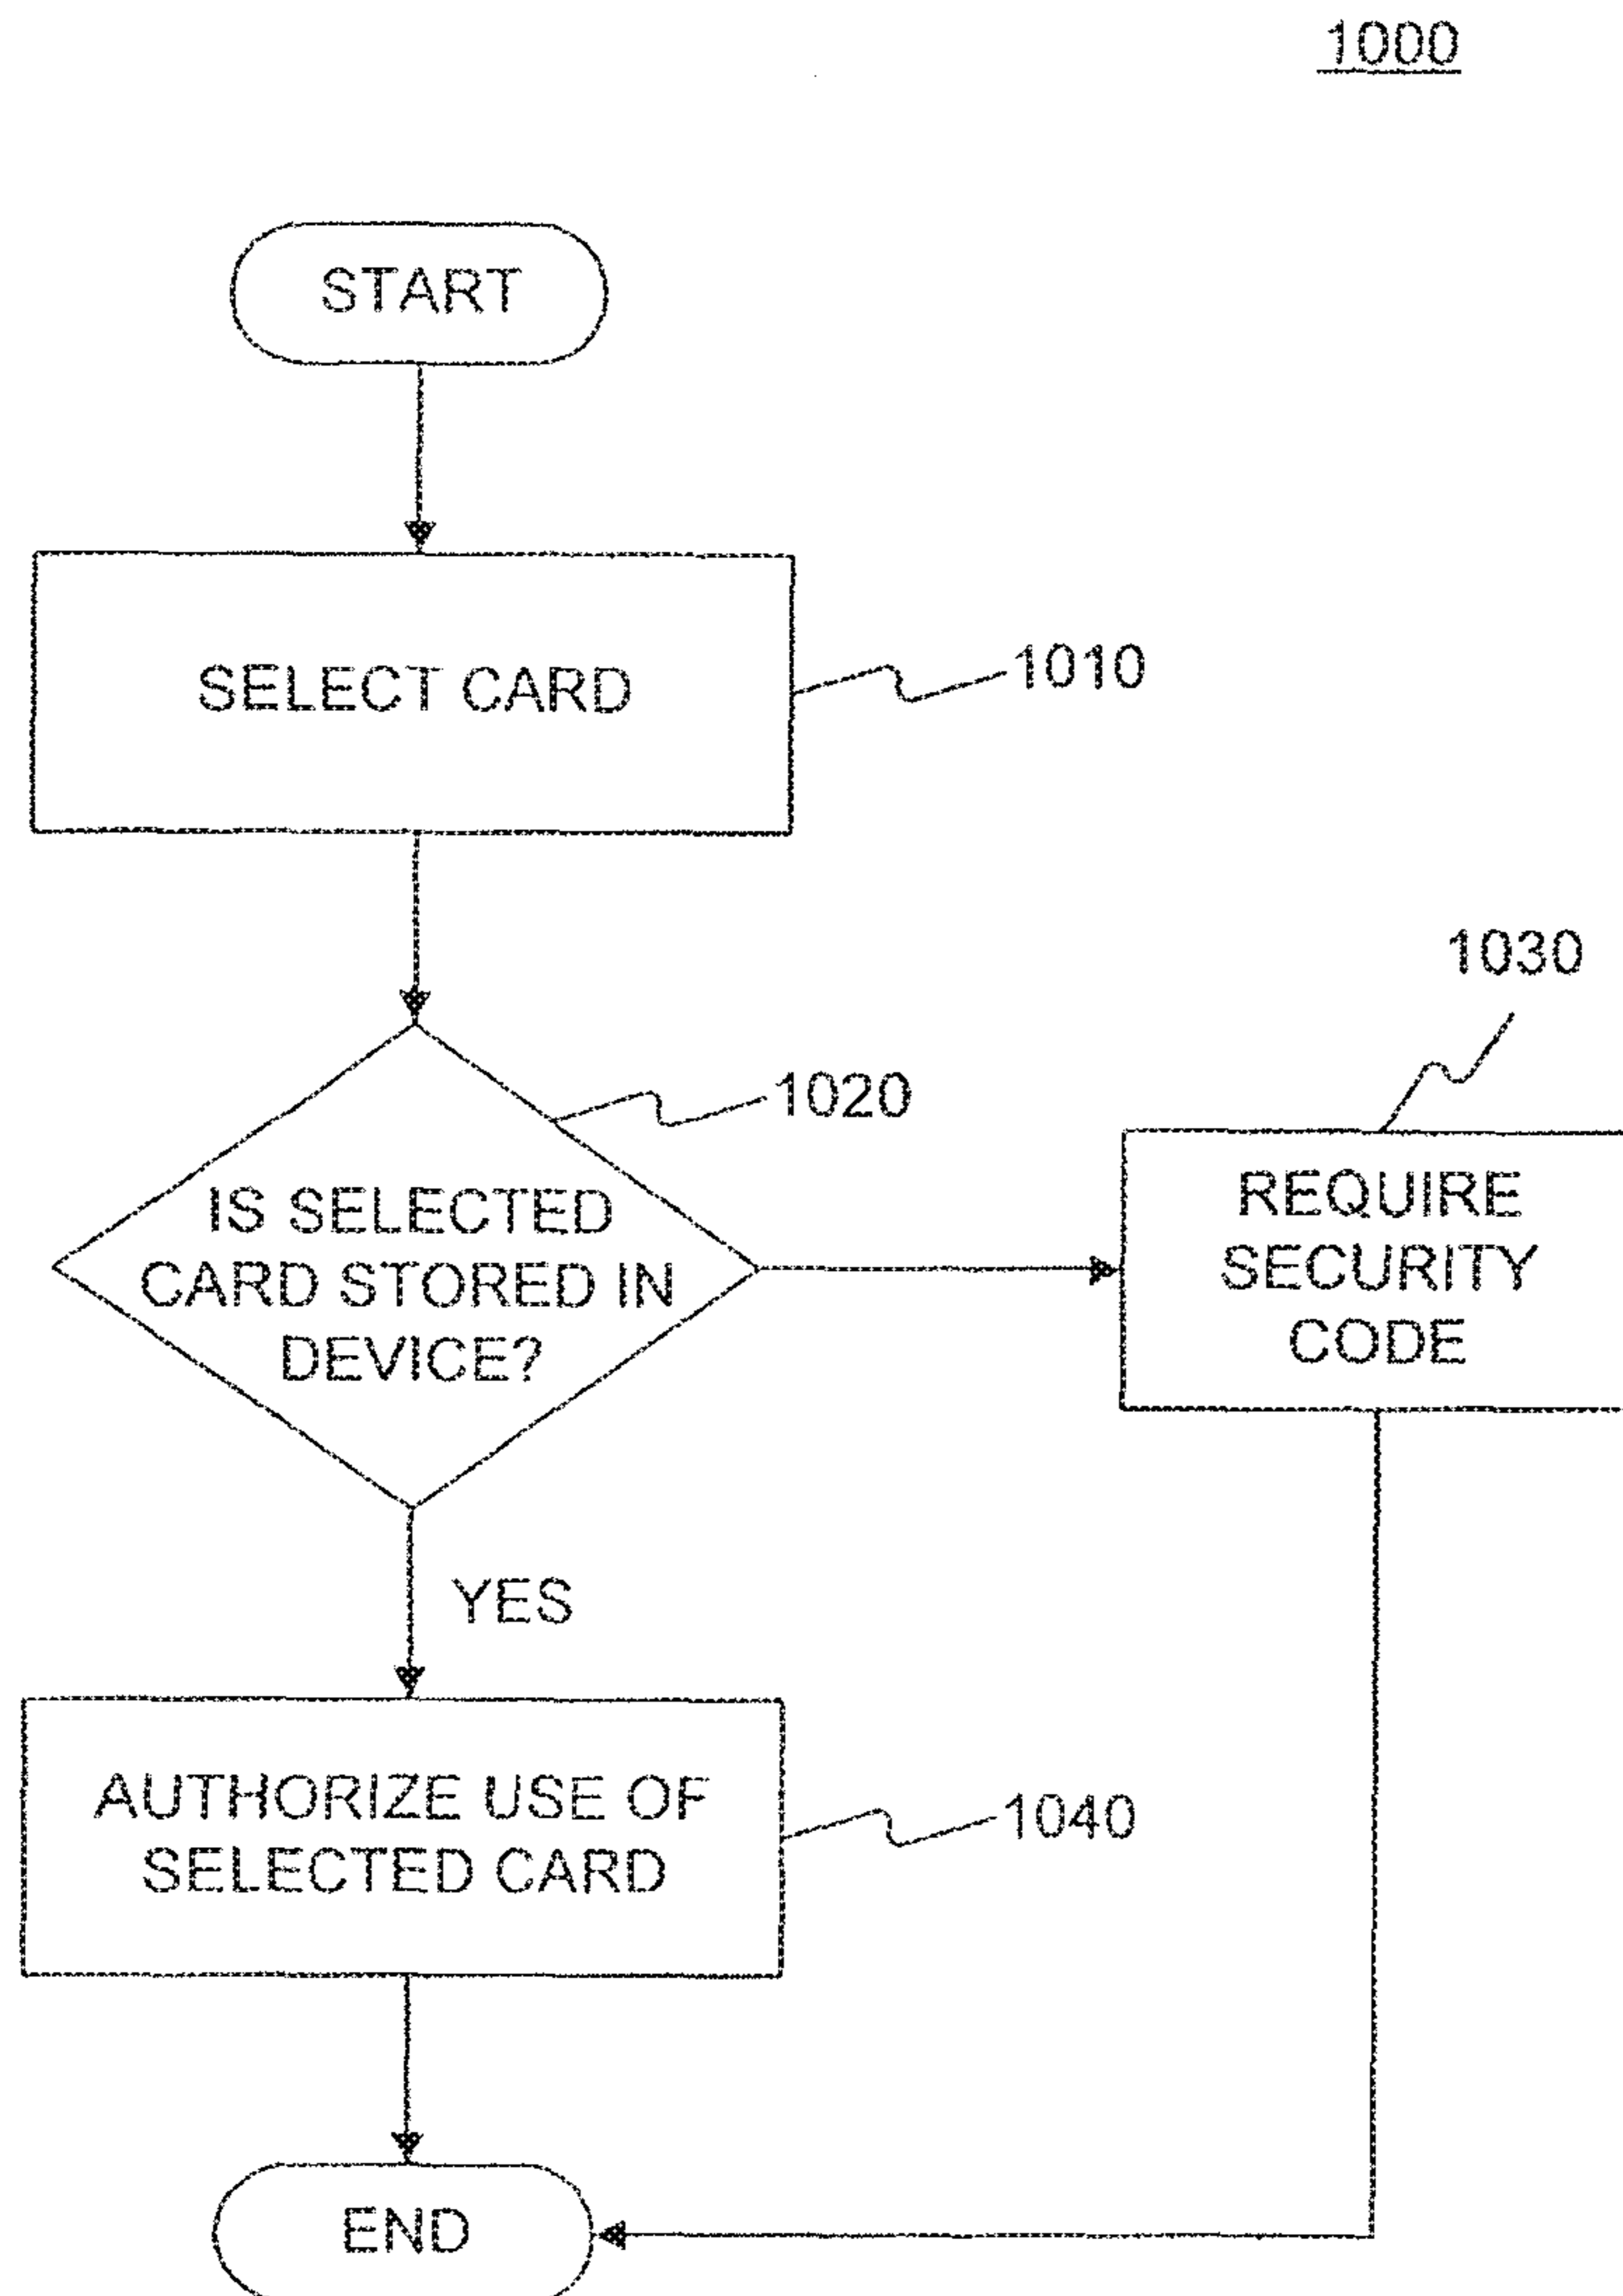 1000
START
SELECT CARD
1010
1030
1020
IS SELECTED
CARD STORED IN
DEVICE?
REQUIRE
SECURITY
CODE
YES
AUTHORIZE USE OF
SELECTED CARD
1040
END